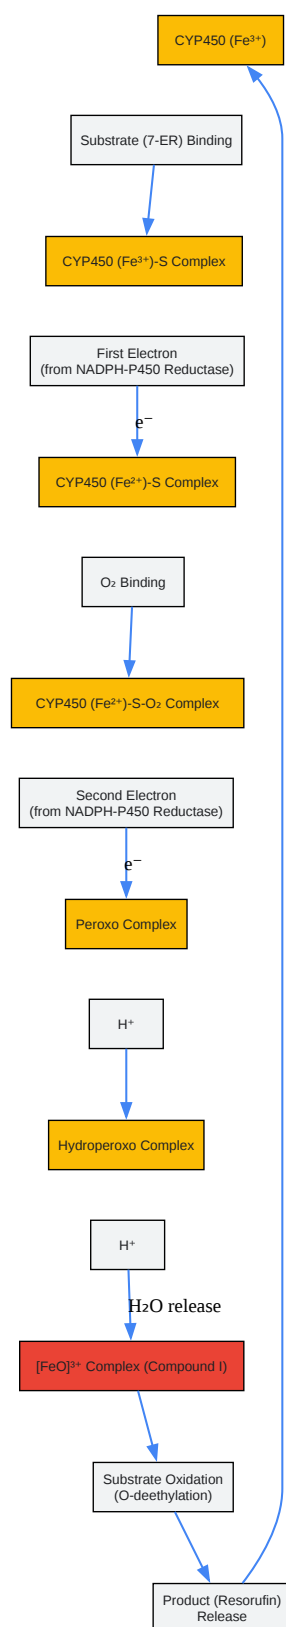 CYP450 (Fe³⁺)
Substrate (7-ER) Binding
CYP450 (Fe³⁺)-S Complex
First Electron
(from NADPH-P450 Reductase)
e⁻
CYP450 (Fe²⁺)-S Complex
O₂ Binding
CYP450 (Fe²⁺)-S-O₂ Complex
Second Electron
(from NADPH-P450 Reductase)
e⁻
Peroxo Complex
H⁺
Hydroperoxo Complex
H⁺
H₂O release
[FeO]³⁺ Complex (Compound I)
Substrate Oxidation
(O-deethylation)
Product (Resorufin)
Release